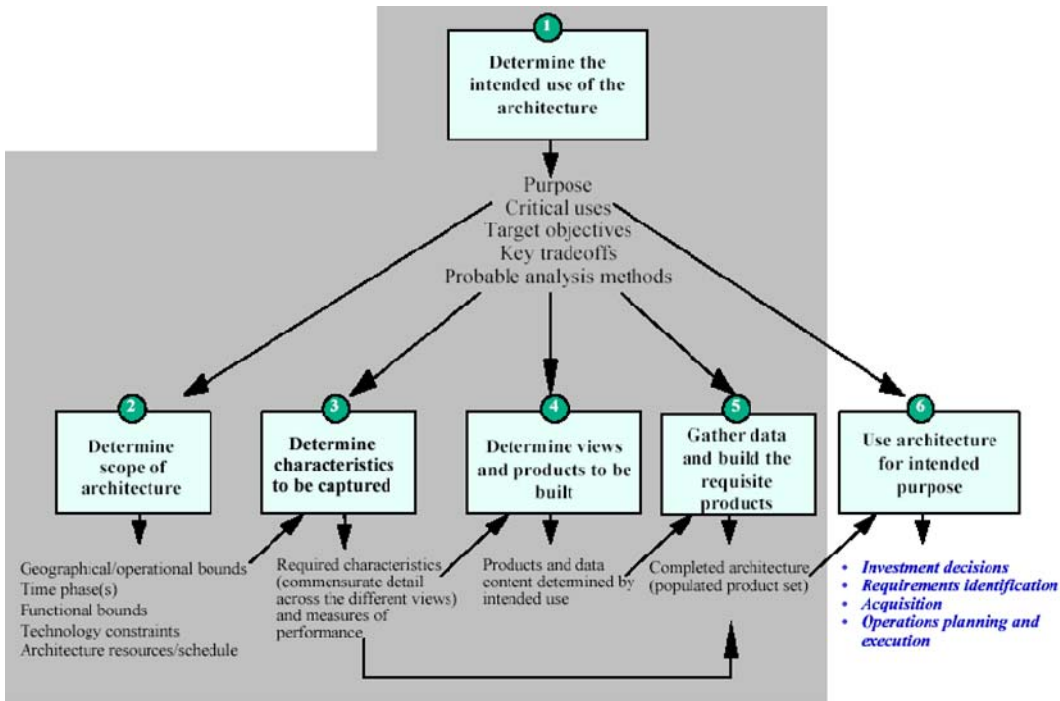 1
Determine the
intended use of the
architecture
Purpose
Critical uses
Target objectives
Key tradeoffs
Probable analysis methods
2
Determine
scope of
architecture
Geographical/operational bounds
Time phase(s)
Functional bounds
Technology constraints
Architecture resources/schedule
3
Determine
characteristics
to be captured
Required characteristics
(commensurate detail
across the different views)
and measures of
performance
4
Determine views
and products to be
built
Products and data
content determined by
intended use
5
Gather data
and build the
requisite
products
Completed architecture
(populated product set)
6
Use architecture
for intended
purpose
• Investment decisions
• Requirements identification
• Acquisition
• Operations planning and
execution